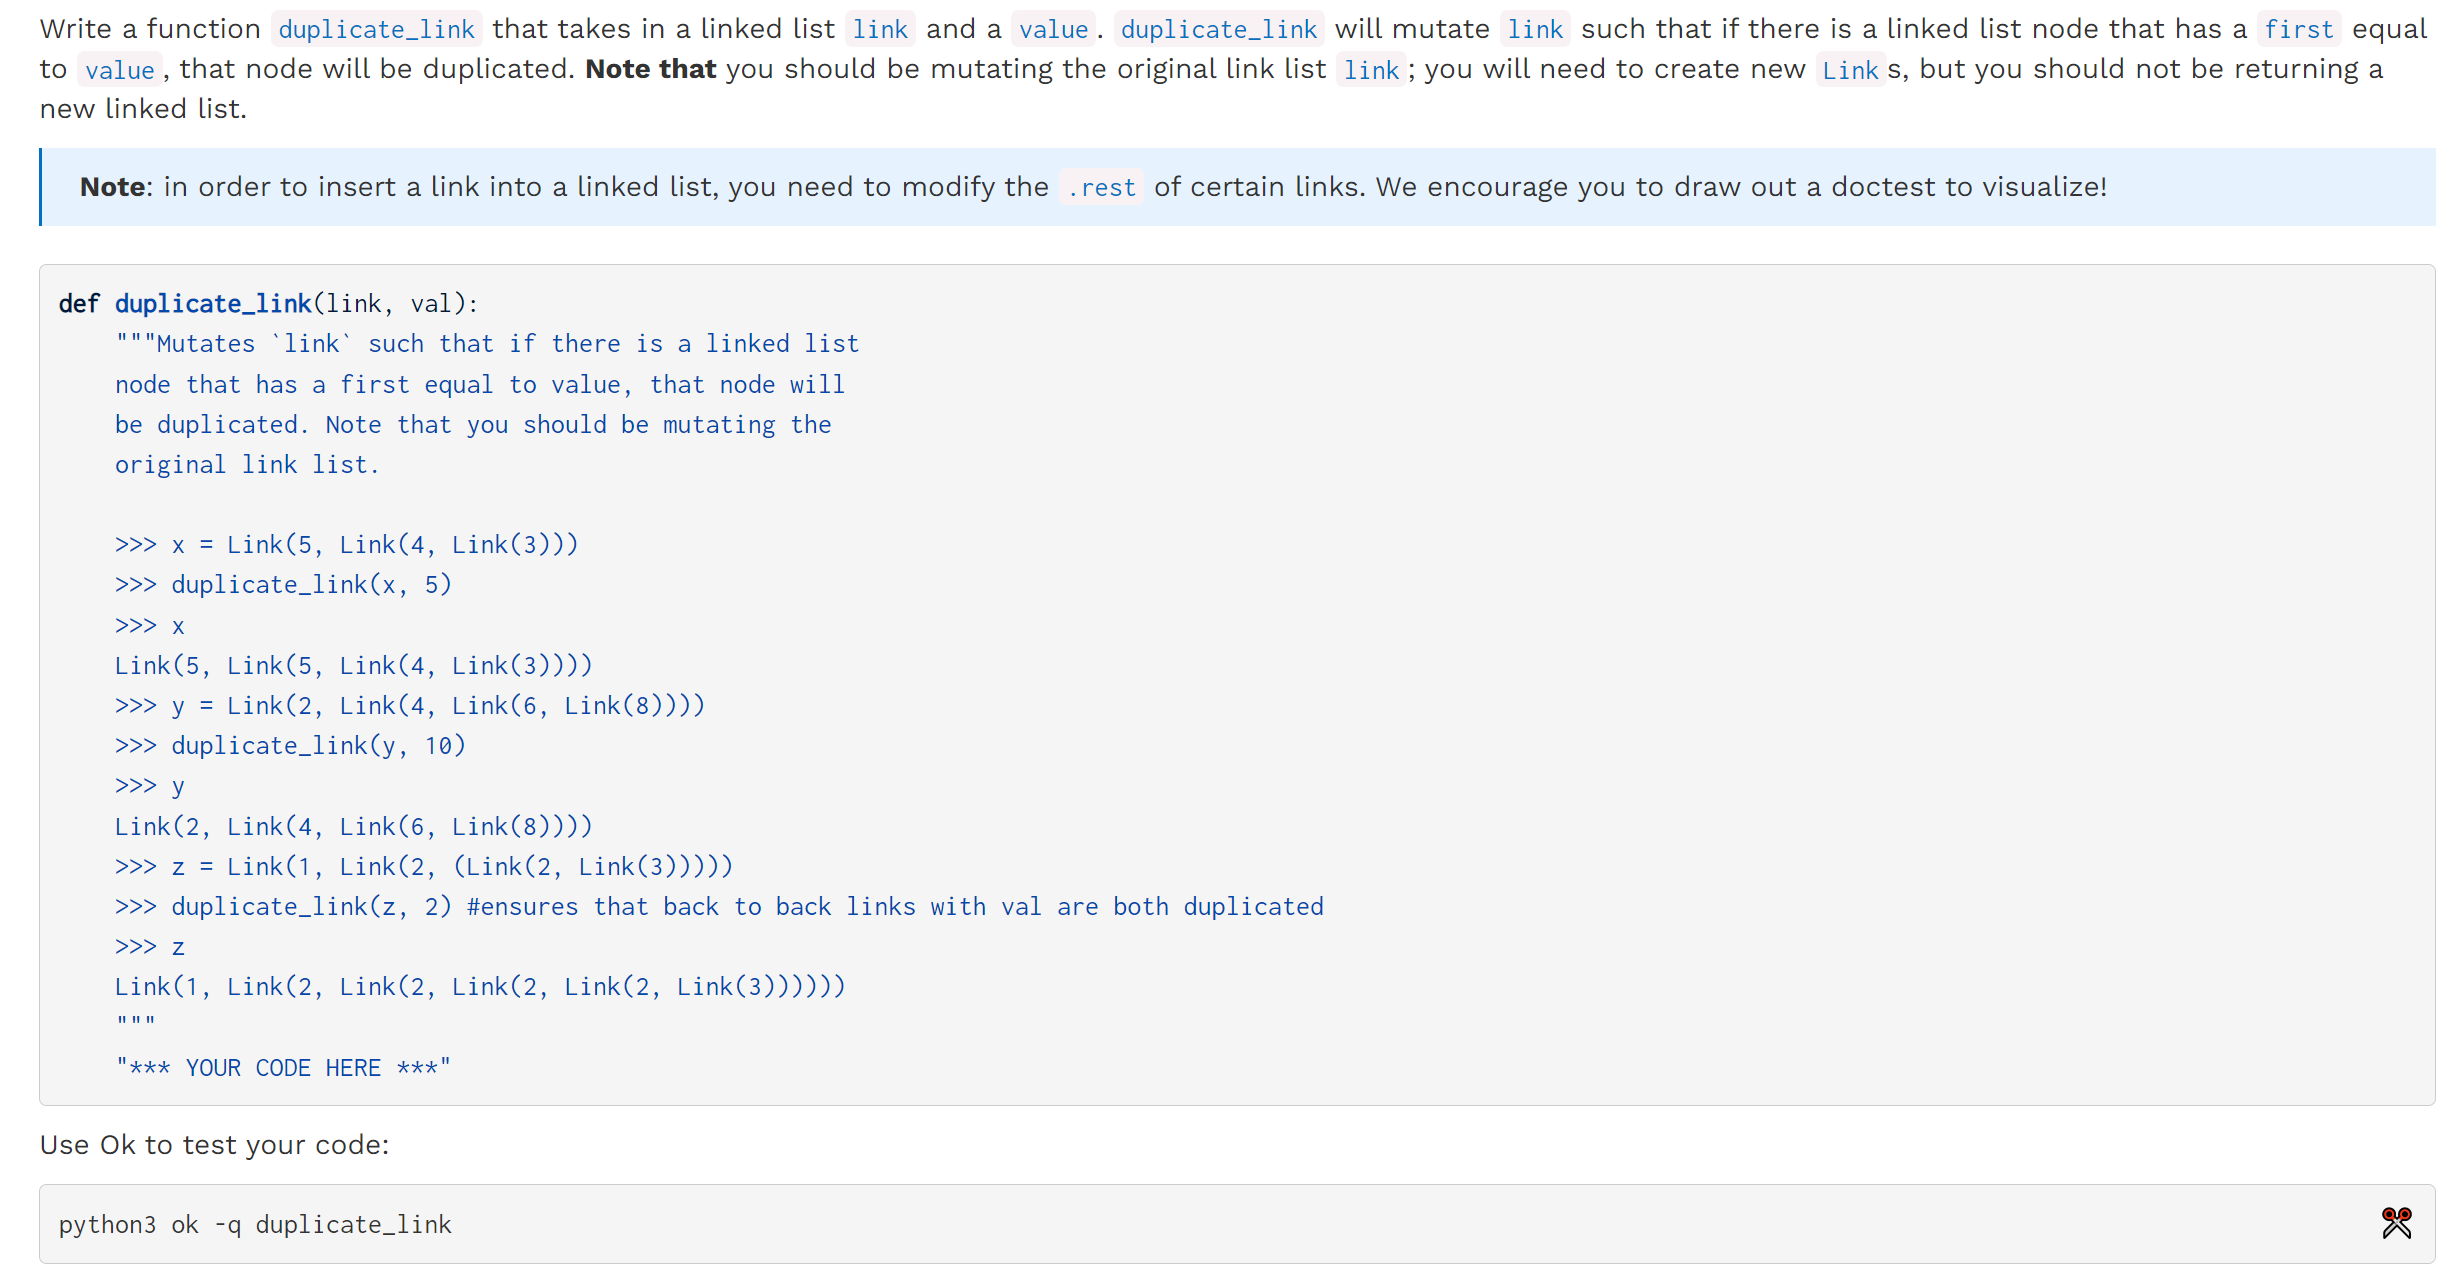 Write a function duplicate_link that takes in a linked list link and a value. duplicate_link will mutate link such that if there is a linked list node that has a first equal
to value, that node will be duplicated. Note that you should be mutating the original link list link; you will need to create new Links, but you should not be returning a
new linked list.
Note: in order to insert a link into a linked list, you need to modify the .rest of certain links. We encourage you to draw out a doctest to visualize!
def duplicate_link(link, val):
    """Mutates `link` such that if there is a linked list
    node that has a first equal to value, that node will
    be duplicated. Note that you should be mutating the
    original link list.

    >>> x = Link(5, Link(4, Link(3)))
    >>> duplicate_link(x, 5)
    >>> x
    Link(5, Link(5, Link(4, Link(3))))
    >>> y = Link(2, Link(4, Link(6, Link(8))))
    >>> duplicate_link(y, 10)
    >>> y
    Link(2, Link(4, Link(6, Link(8))))
    >>> z = Link(1, Link(2, (Link(2, Link(3)))))
    >>> duplicate_link(z, 2) #ensures that back to back links with val are both duplicated
    >>> z
    Link(1, Link(2, Link(2, Link(2, Link(2, Link(3))))))
    """
    "*** YOUR CODE HERE ***"
Use Ok to test your code:
python3 ok -q duplicate_link